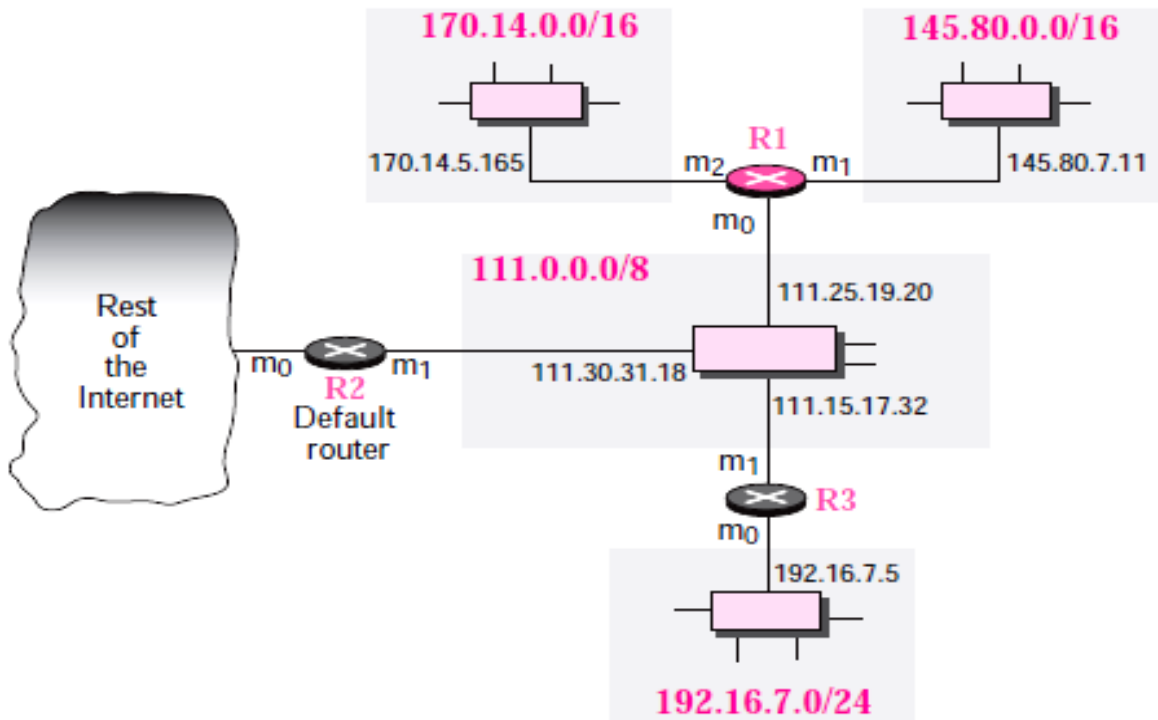 170.14.0.0/16
145.80.0.0/16
R1
170.14.5.165
m2
m1
145.80.7.11
m0
111.0.0.0/8
111.25.19.20
Rest
of
the
Internet
m0
R2
m1
111.30.31.18
Default
router
111.15.17.32
m1
R3
m0
192.16.7.5
192.16.7.0/24